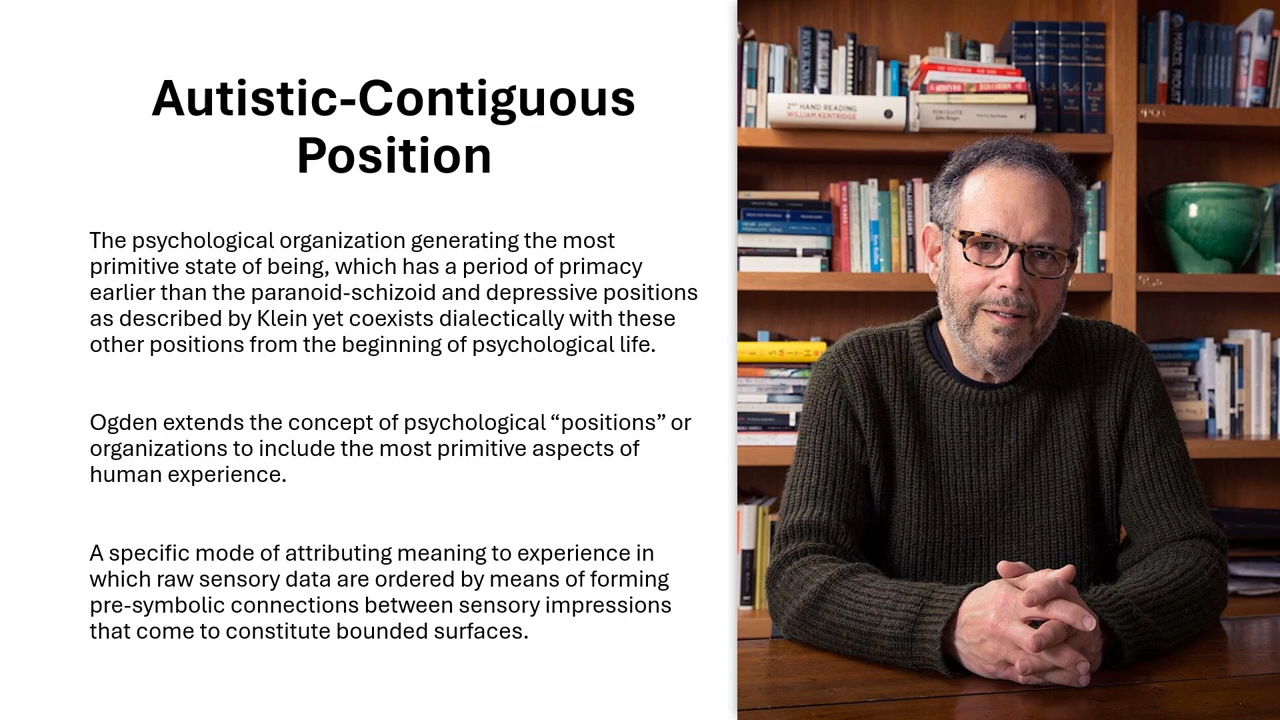 Autistic-Contiguous
Position
The psychological organization generating the most
primitive state of being, which has a period of primacy
earlier than the paranoid-schizoid and depressive positions
as described by Klein yet coexists dialectically with these
other positions from the beginning of psychological life.
Ogden extends the concept of psychological “positions” or
organizations to include the most primitive aspects of
human experience.
A specific mode of attributing meaning to experience in
which raw sensory data are ordered by means of forming
pre-symbolic connections between sensory impressions
that come to constitute bounded surfaces.
2ND HAND READING
WILLIAM KENTRIDGE